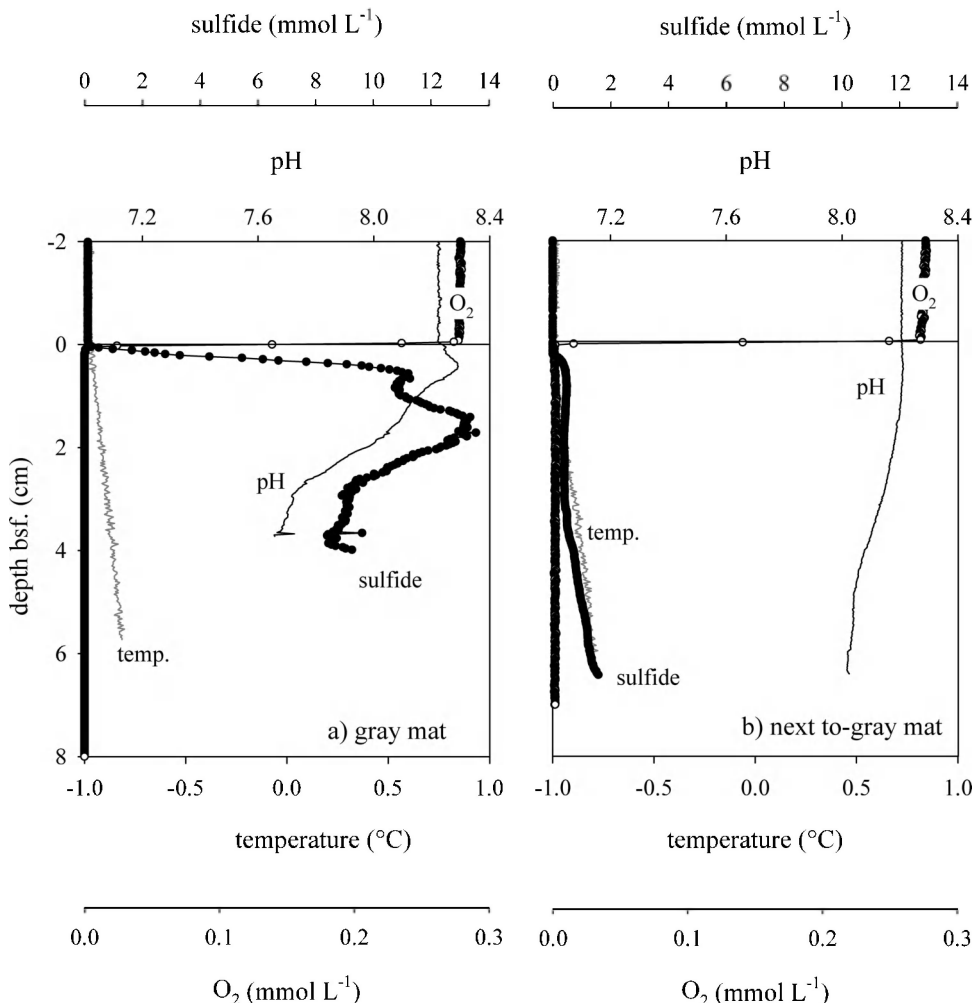 sulfide (mmol L⁻¹)
0 2 4 6 8 10 12 14
pH
7.2 7.6 8.0 8.4
-2
0
2
4
6
8
depth bsf. (cm)
O₂
pH
sulfide
temp.
a) gray mat
-1.0 -0.5 0.0 0.5 1.0
temperature (°C)
0.0 0.1 0.2 0.3
O₂ (mmol L⁻¹)
sulfide (mmol L⁻¹)
0 2 4 6 8 10 12 14
pH
7.2 7.6 8.0 8.4
O₂
pH
temp.
sulfide
b) next to-gray mat
-1.0 -0.5 0.0 0.5 1.0
temperature (°C)
0.0 0.1 0.2 0.3
O₂ (mmol L⁻¹)